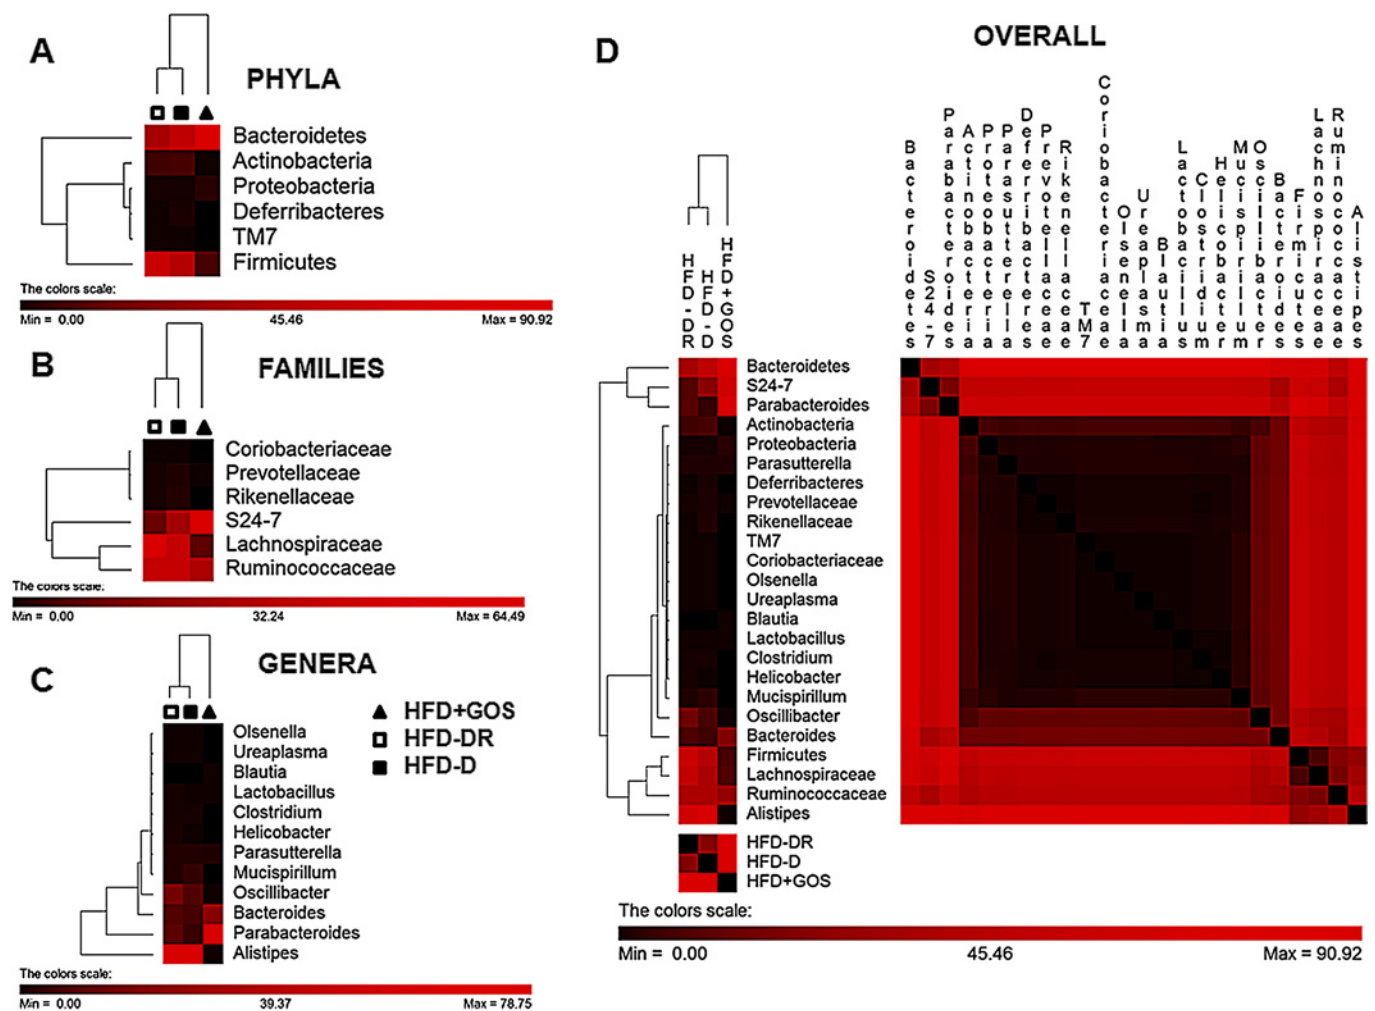 A
PHYLA
Bacteroidetes
Actinobacteria
Proteobacteria
Deferribacteres
TM7
Firmicutes
The colors scale:
Min = 0.00 45.46 Max = 90.92
B
FAMILIES
Coriobacteriaceae
Prevotellaceae
Rikenellaceae
S24-7
Lachnospiraceae
Ruminococcaceae
The colors scale:
Min = 0.00 32.24 Max = 64.49
C
GENERA
HFD+GOS
HFD-DR
HFD-D
Olsenella
Ureaplasma
Blautia
Lactobacillus
Clostridium
Helicobacter
Parasutterella
Mucispirillum
Oscillibacter
Bacteroides
Parabacteroides
Alistipes
The colors scale:
Min = 0.00 39.37 Max = 78.75
D
OVERALL
HFD-DR
HFD-D
HFD+GOS
Bacteroidetes
S24-7
Parabacteroides
Actinobacteria
Proteobacteria
Parasutterella
Deferribacteres
Prevotellaceae
Rikenellaceae
TM7
Coriobacteriaceae
Olsenella
Ureaplasma
Blautia
Lactobacillus
Clostridium
Helicobacter
Mucispirillum
Oscillibacter
Bacteroides
Firmicutes
Lachnospiraceae
Ruminococcaceae
Alistipes
Bacteroidetes
S24-7
Parabacteroides
Actinobacteria
Proteobacteria
Parasutterella
Deferribacteres
Prevotellaceae
Rikenellaceae
TM7
Coriobacteriaceae
Olsenella
Ureaplasma
Blautia
Lactobacillus
Clostridium
Helicobacter
Mucispirillum
Oscillibacter
Bacteroides
Firmicutes
Lachnospiraceae
Ruminococcaceae
Alistipes
HFD-DR
HFD-D
HFD+GOS
The colors scale:
Min = 0.00 45.46 Max = 90.92